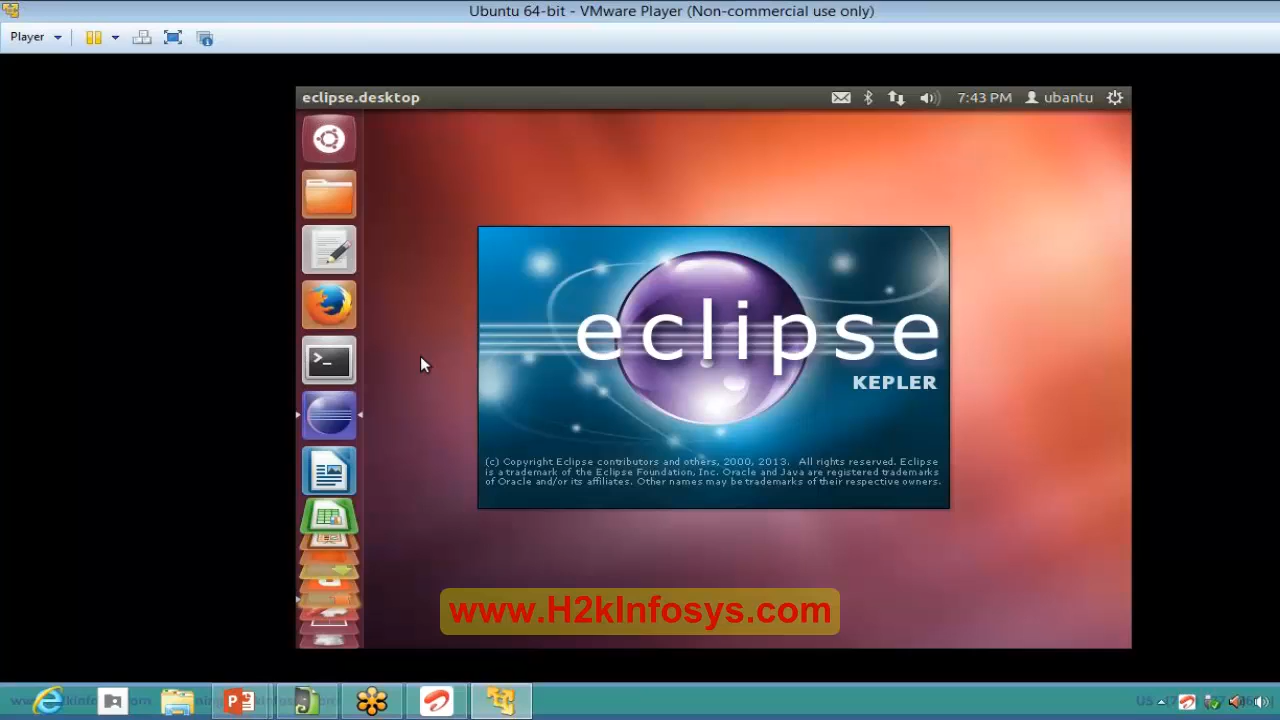 Ubuntu 64-bit - VMware Player (Non-commercial use only)
Player
eclipse.desktop
7:43 PM
ubantu
eclipse
KEPLER
(c) Copyright Eclipse contributors and others, 2000, 2013. All rights reserved. Eclipse
is a trademark of the Eclipse Foundation, Inc. Oracle and Java are registered trademarks
of Oracle and/or its affiliates. Other names may be trademarks of their respective owners.
www.H2kInfosys.com
US